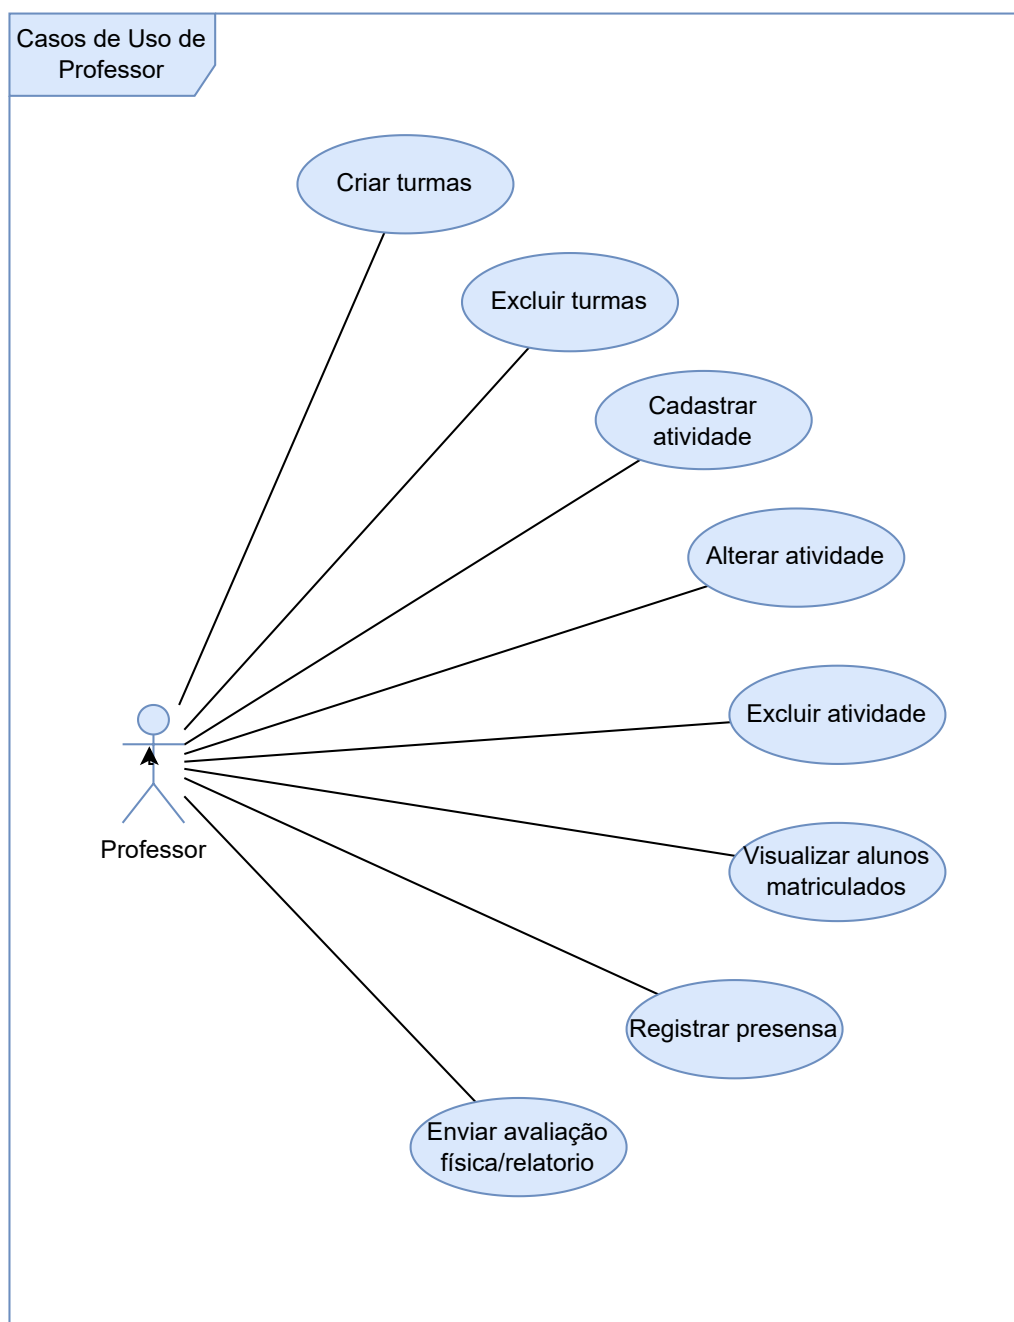 Casos de Uso de
Professor
Criar turmas
Excluir turmas
Cadastrar
atividade
Alterar atividade
Excluir atividade
Professor
Visualizar alunos
matriculados
Registrar presensa
Enviar avaliação
física/relatorio